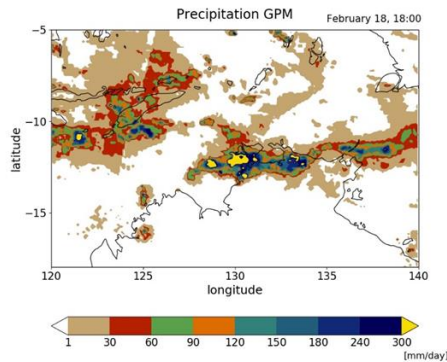 Precipitation GPM
February 18, 18:00
−5
−10
−15
latitude
120 125 130 135 140
longitude
1 30 60 90 120 150 180 240 300
[mm/day]